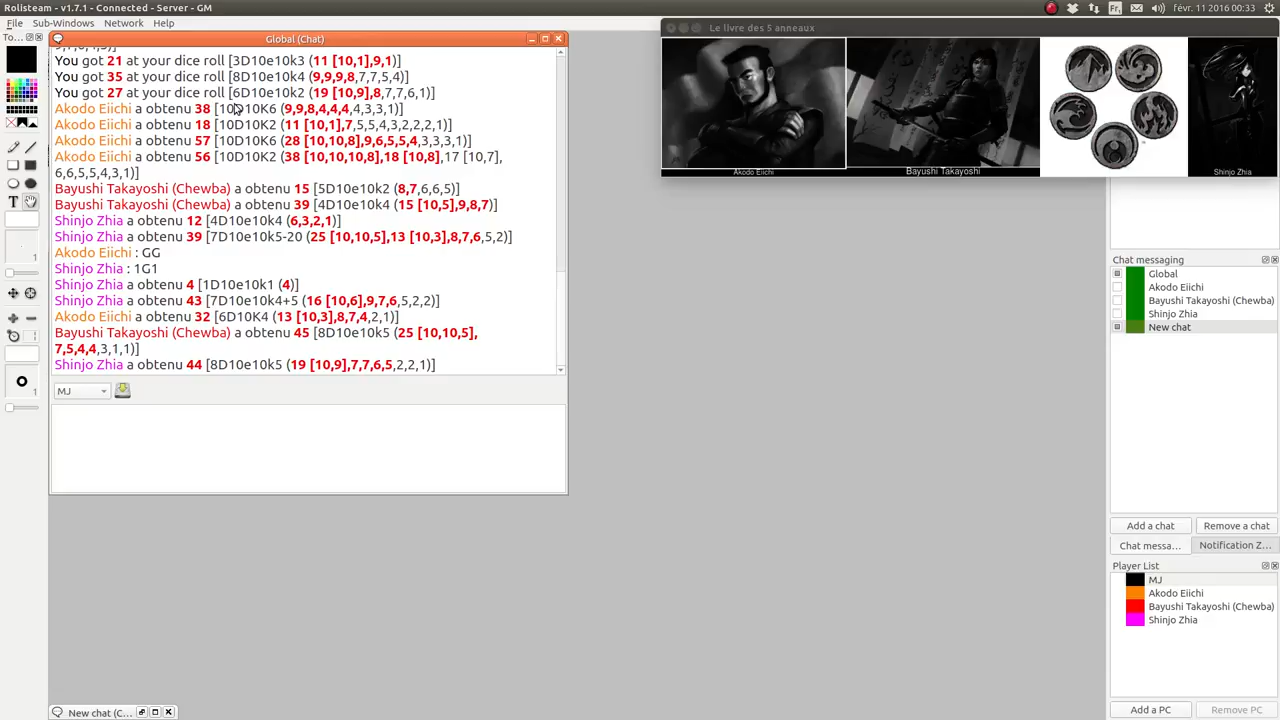 Rolisteam - v1.7.1 - Connected - Server - GM
Fr
févr. 11 2016 00:33
File Sub-Windows Network Help
To...
T
1
1
Global (Chat)
You got 21 at your dice roll [3D10e10k3 (11 [10,1],9,1)]
You got 35 at your dice roll [8D10e10k4 (9,9,9,8,7,7,5,4)]
You got 27 at your dice roll [6D10e10k2 (19 [10,9],8,7,7,6,1)]
Akodo Eiichi a obtenu 38 [10D10K6 (9,9,8,4,4,4,4,3,3,1)]
Akodo Eiichi a obtenu 18 [10D10K2 (11 [10,1],7,5,5,4,3,2,2,2,1)]
Akodo Eiichi a obtenu 57 [10D10K5 (28 [10,10,8],9,6,5,5,4,3,3,3,1)]
Akodo Eiichi a obtenu 56 [10D10K2 (38 [10,10,10,8],18 [10,8],17 [10,7],
6,6,5,5,4,3,1)]
Bayushi Takayoshi (Chewba) a obtenu 15 [5D10e10k2 (8,7,6,6,5)]
Bayushi Takayoshi (Chewba) a obtenu 39 [4D10e10k4 (15 [10,5],9,8,7)]
Shinjo Zhia a obtenu 12 [4D10e10k4 (6,3,2,1)]
Shinjo Zhia a obtenu 39 [7D10e10k5-20 (25 [10,10,5],13 [10,3],8,7,6,5,2)]
Akodo Eiichi : GG
Shinjo Zhia : 1G1
Shinjo Zhia a obtenu 4 [1D10e10k1 (4)]
Shinjo Zhia a obtenu 43 [7D10e10k4+5 (16 [10,6],9,7,6,5,2,2)]
Akodo Eiichi a obtenu 32 [6D10K4 (13 [10,3],8,7,4,2,1)]
Bayushi Takayoshi (Chewba) a obtenu 45 [8D10e10k5 (25 [10,10,5],
7,5,4,4,3,1,1)]
Shinjo Zhia a obtenu 44 [8D10e10k5 (19 [10,9],7,7,6,5,2,2,1)]
MJ
New chat (C...
Le livre des 5 anneaux
Akodo Eiichi
Bayushi Takayoshi
Shinjo Zhia
Chat messaging
Global
Akodo Eiichi
Bayushi Takayoshi (Chewba)
Shinjo Zhia
New chat
Add a chat
Remove a chat
Chat messa...
Notification Z...
Player List
MJ
Akodo Eiichi
Bayushi Takayoshi (Chewba)
Shinjo Zhia
Add a PC
Remove PC